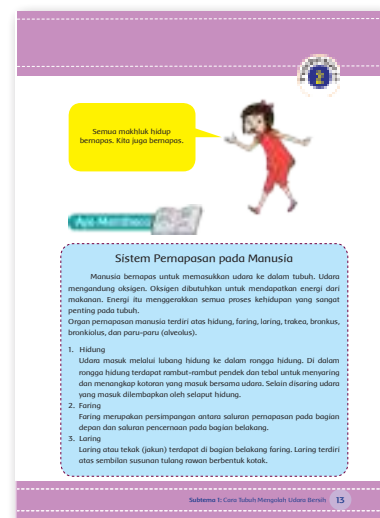 2
Semua makhluk hidup
bernapas. Kita juga bernapas.
Ayo Membaca
Sistem Pernapasan pada Manusia
Manusia bernapas untuk memasukkan udara ke dalam tubuh. Udara
mengandung oksigen. Oksigen dibutuhkan untuk mendapatkan energi dari
makanan. Energi itu menggerakkan semua proses kehidupan yang sangat
penting pada tubuh.
Organ pernapasan manusia terdiri atas hidung, faring, laring, trakea, bronkus,
bronkiolus, dan paru-paru (alveolus).
1. Hidung
Udara masuk melalui lubang hidung ke dalam rongga hidung. Di dalam
rongga hidung terdapat rambut-rambut pendek dan tebal untuk menyaring
dan menangkap kotoran yang masuk bersama udara. Selain disaring udara
yang masuk dilembapkan oleh selaput hidung.
2. Faring
Faring merupakan persimpangan antara saluran pernapasan pada bagian
depan dan saluran pencernaan pada bagian belakang.
3. Laring
Laring atau tekak (jakun) terdapat di bagian belakang faring. Laring terdiri
atas sembilan susunan tulang rawan berbentuk kotak.
Subtema 1: Cara Tubuh Mengolah Udara Bersih 13